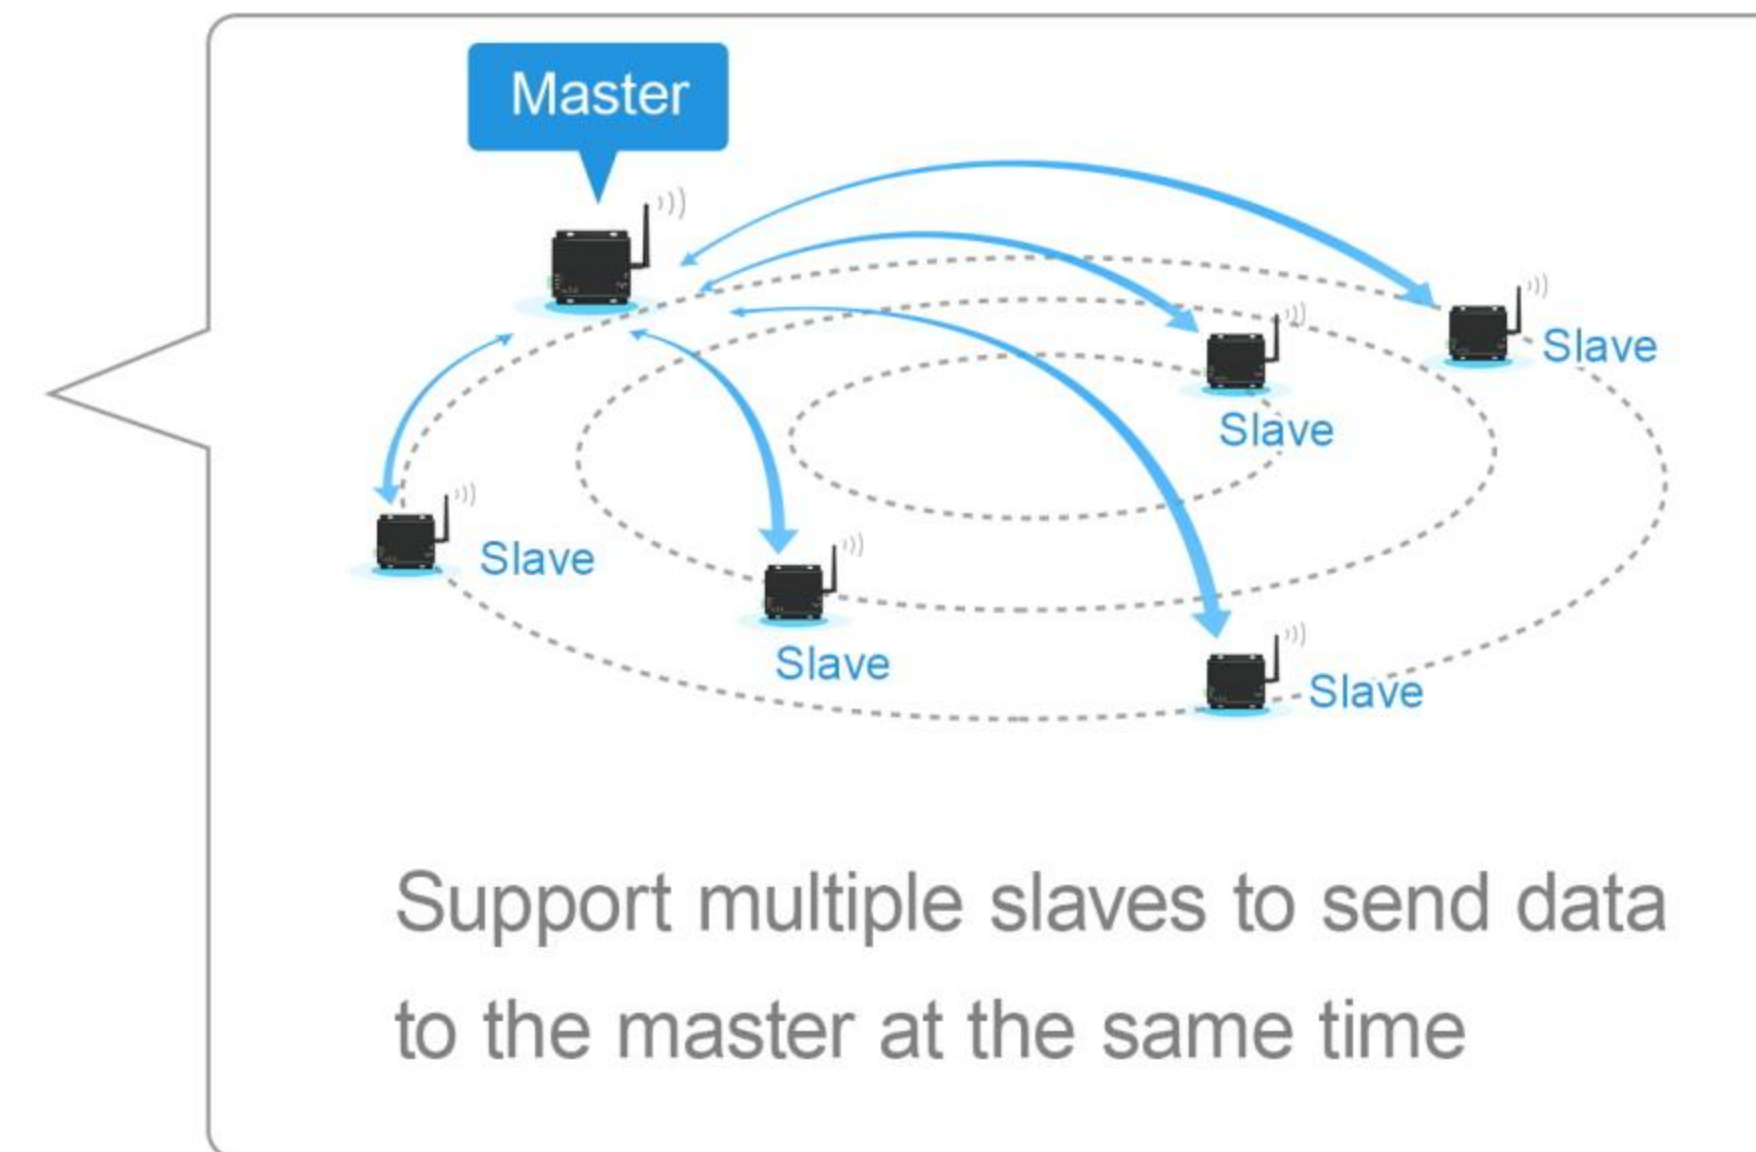 Master
Slave
Slave
Slave
Slave
Slave
Support multiple slaves to send data
to the master at the same time